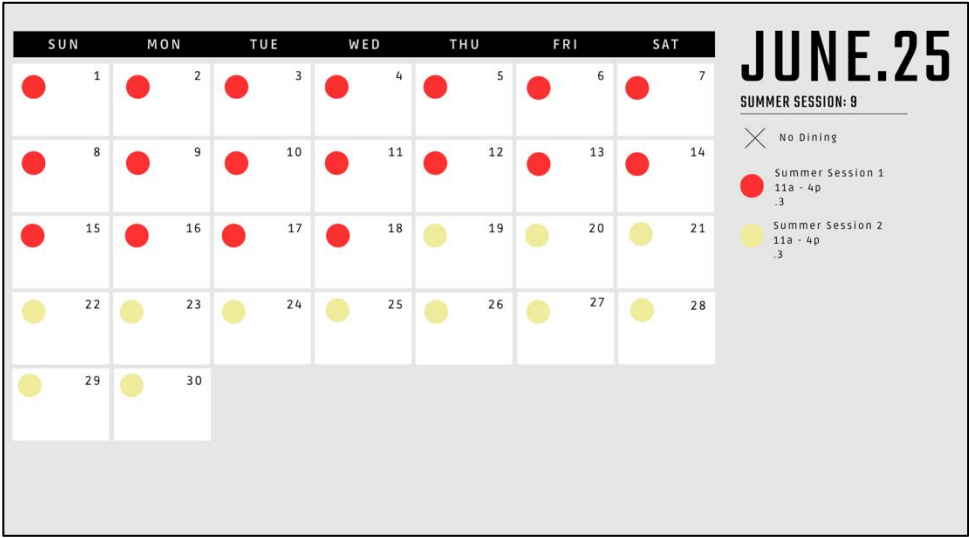 SUN MON TUE WED THU FRI SAT
1 2 3 4 5 6 7
8 9 10 11 12 13 14
15 16 17 18 19 20 21
22 23 24 25 26 27 28
29 30
JUNE.25
SUMMER SESSION: 9
No Dining
Summer Session 1
11a - 4p
.3
Summer Session 2
11a - 4p
.3